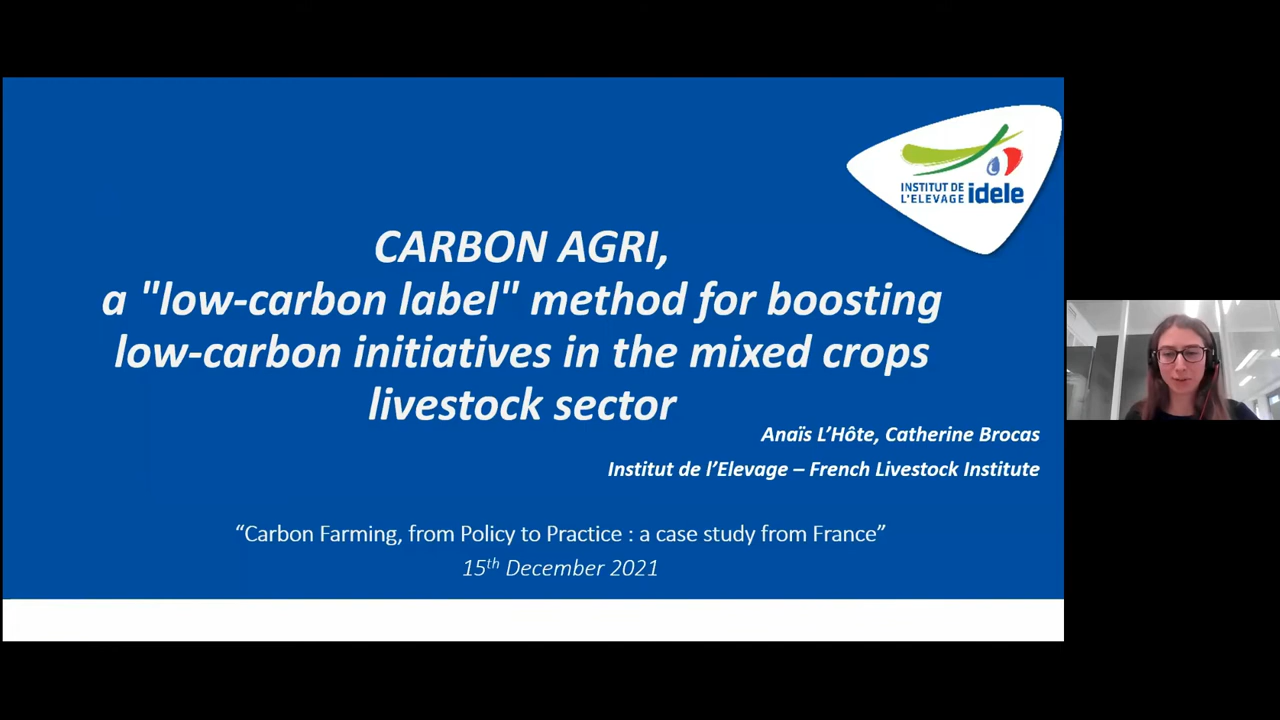 INSTITUT DE
L'ELEVAGE idele
CARBON AGRI,
a "low-carbon label" method for boosting
low-carbon initiatives in the mixed crops
livestock sector
Anaïs L’Hôte, Catherine Brocas
Institut de l’Elevage – French Livestock Institute
“Carbon Farming, from Policy to Practice : a case study from France”
15th December 2021